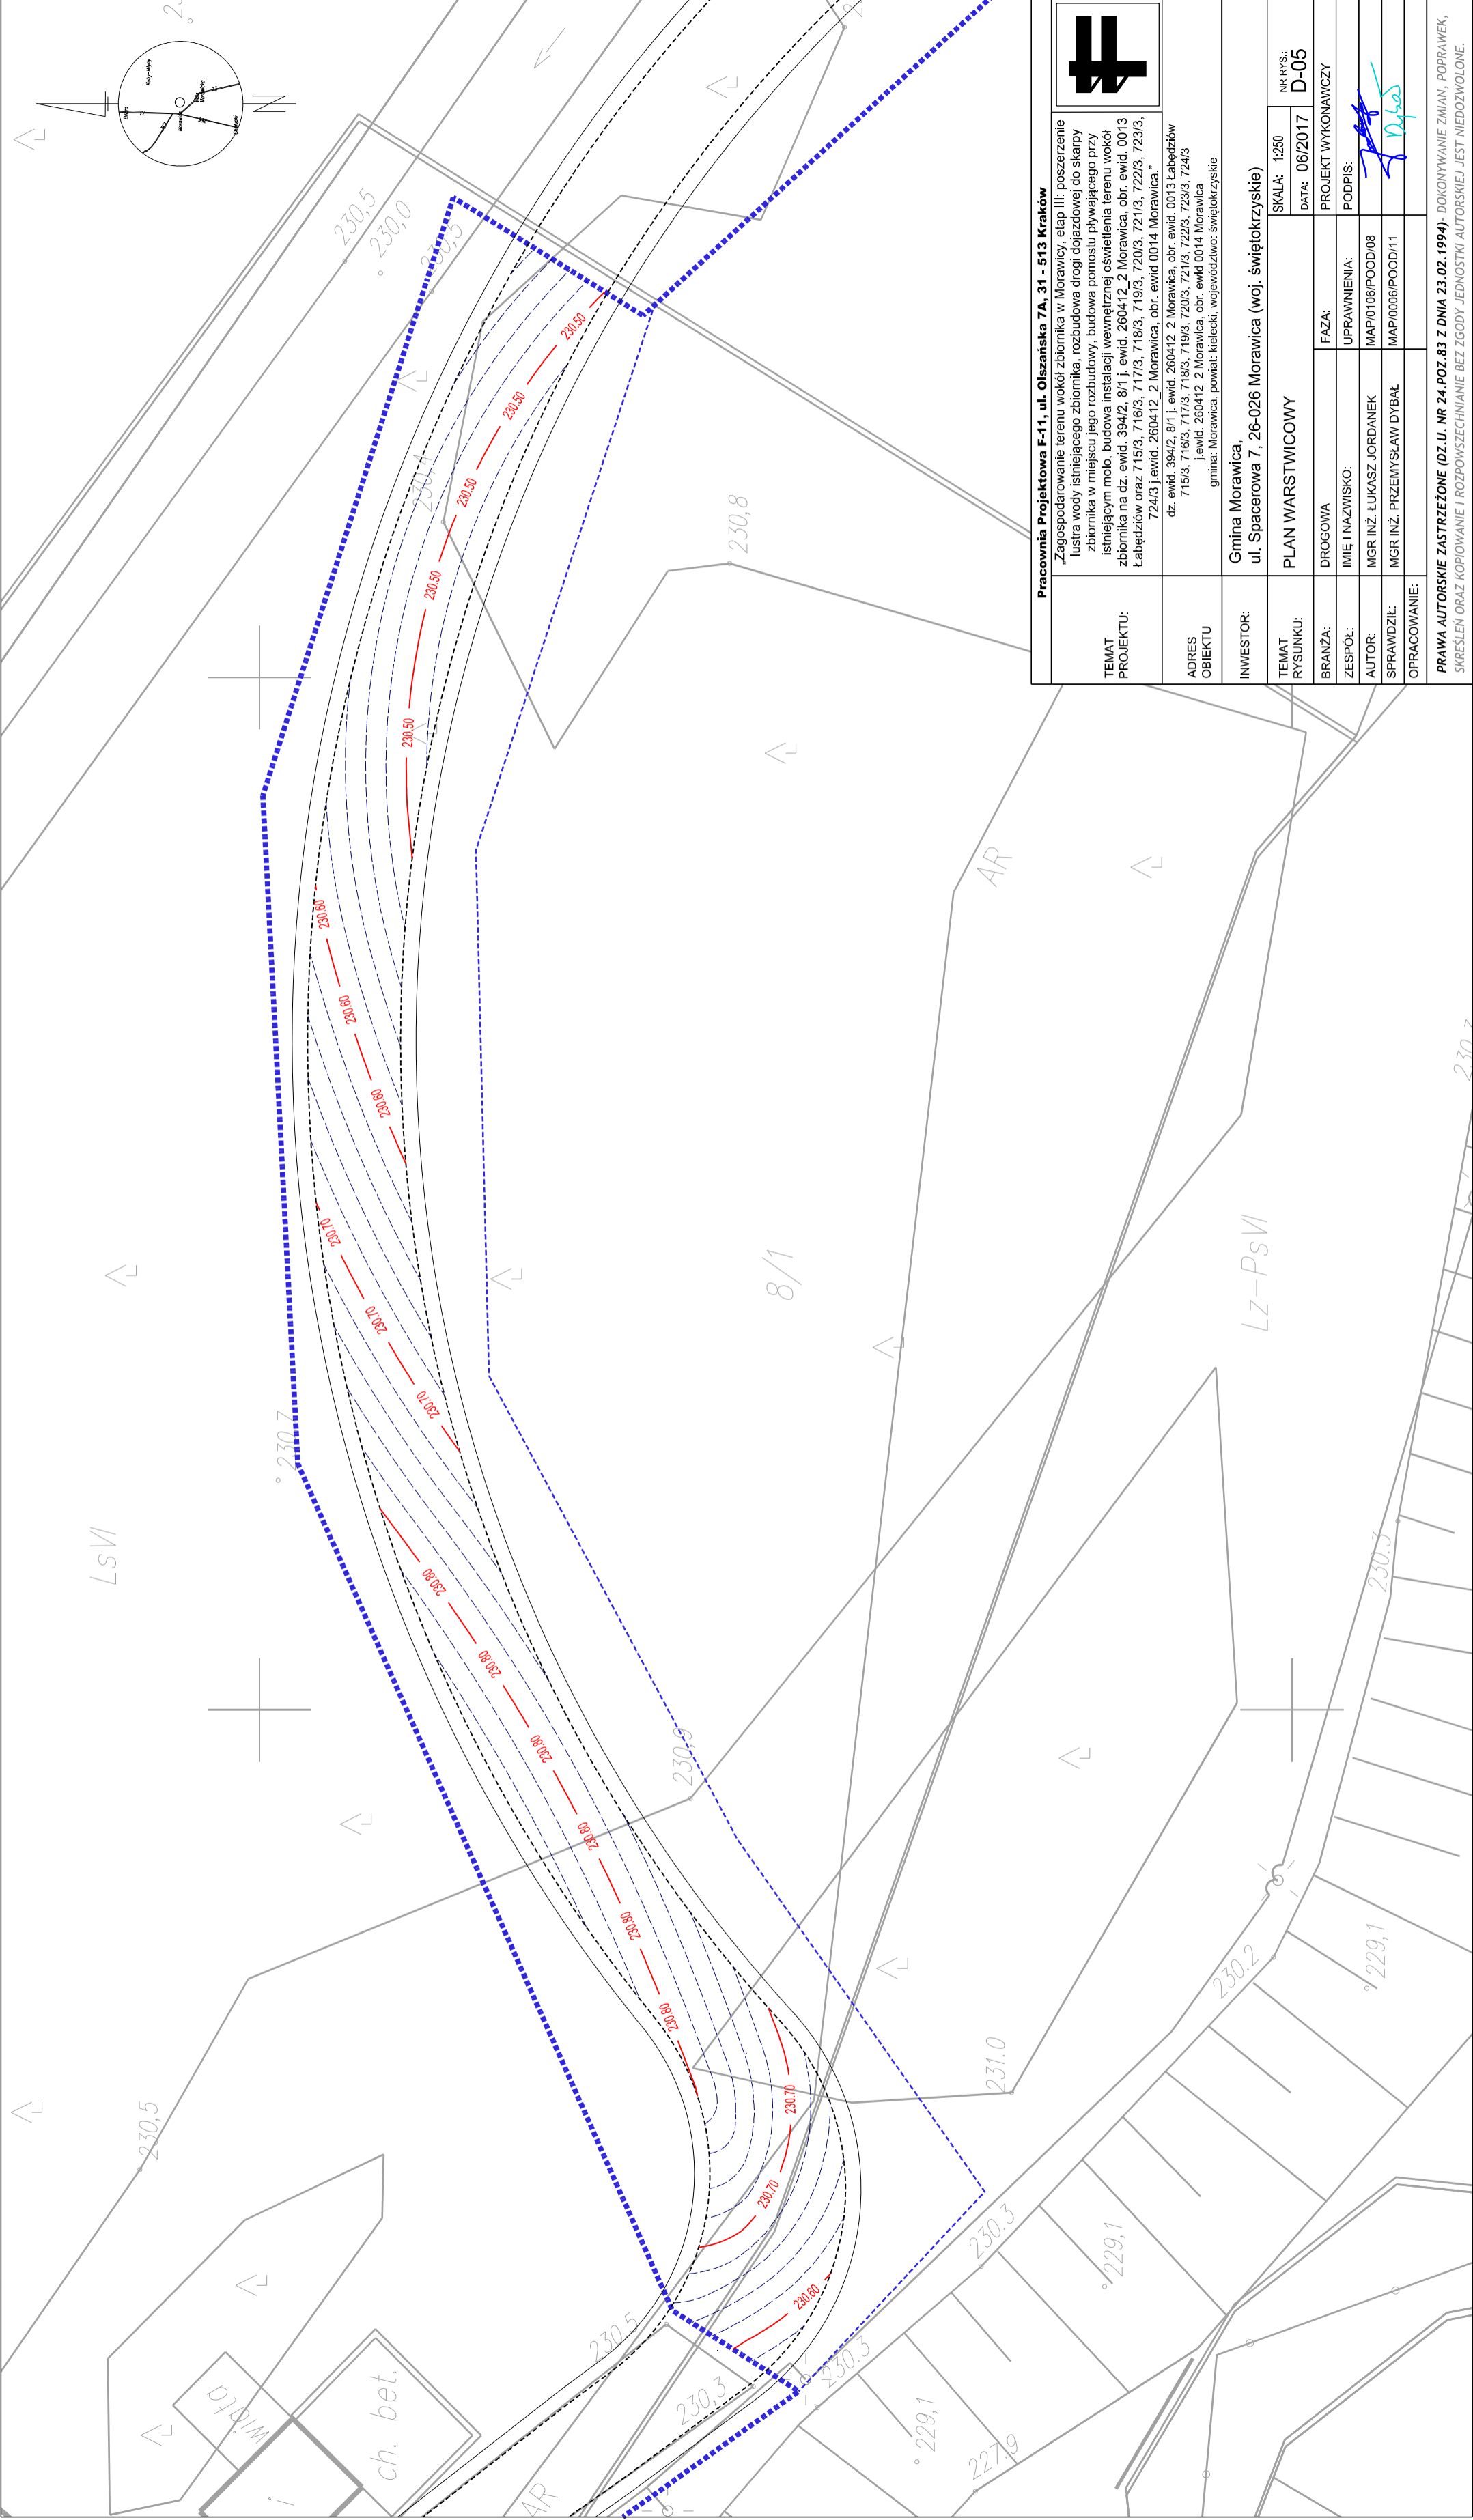 Pracownia Projektowa F-11, ul. Olszańska 7A, 31 - 513 Kraków
TEMAT
PROJEKTU:
„Zagospodarowanie terenu wokół zbiornika w Morawicy, etap III: poszerzenie
lustra wody istniejącego zbiornika, rozbudowa drogi dojazdowej do skarpy
zbiornika w miejscu jego rozbudowy, budowa pomostu pływającego przy
istniejącym molo, budowa instalacji wewnętrznej oświetlenia terenu wokół
zbiornika na dz. ewid. 394/2, 8/1 j. ewid. 260412_2 Morawica, obr. ewid. 0013
Łabędziów oraz 715/3, 716/3, 717/3, 718/3, 719/3, 720/3, 721/3, 722/3, 723/3,
724/3 j.ewid. 260412_2 Morawica, obr. ewid 0014 Morawica."
ADRES
OBIEKTU
dz. ewid. 394/2, 8/1 j. ewid. 260412_2 Morawica, obr. ewid. 0013 Łabędziów
715/3, 716/3, 717/3, 718/3, 719/3, 720/3, 721/3, 722/3, 723/3, 724/3
j.ewid. 260412_2 Morawica, obr. ewid 0014 Morawica
gmina: Morawica, powiat: kielecki, województwo: świętokrzyskie
INWESTOR:
Gmina Morawica,
ul. Spacerowa 7, 26-026 Morawica (woj. świętokrzyskie)
TEMAT
RYSUNKU:
PLAN WARSTWICOWY
SKALA: 1:250
DATA: 06/2017
NR RYS.:
D-05
BRANŻA: DROGOWA FAZA: PROJEKT WYKONAWCZY
ZESPÓŁ: IMIĘ I NAZWISKO: UPRAWNIENIA: PODPIS:
AUTOR: MGR INŻ. ŁUKASZ JORDANEK MAP/0106/POOD/08
SPRAWDZIŁ: MGR INŻ. PRZEMYSŁAW DYBAŁ MAP/0006/POOD/11
OPRACOWANIE:
PRAWA AUTORSKIE ZASTRZEŻONE (DZ.U. NR 24.POZ.83 Z DNIA 23.02.1994)- DOKONYWANIE ZMIAN, POPRAWEK,
SKREŚLEŃ ORAZ KOPIOWANIE I ROZPOWSZECHNIANIE BEZ ZGODY JEDNOSTKI AUTORSKIEJ JEST NIEDOZWOLONE.
N
230,5
230,0
230,5
230,4
230,8
230.50
230.50
230.50
230.50
230.50
230.60
230.60
230.60
230.70
230.70
230.70
230.80
230.80
230.80
230.80
230.80
230.80
230.70
230.70
230.60
230.7
LsVI
8/1
AR
Lz-PsVI
230,9
231.0
230.3
230.2
229,1
230,5
wiata
ch. bet.
i
AR
230,5
230,3
230.3
230.3
229,1
229,1
227.9